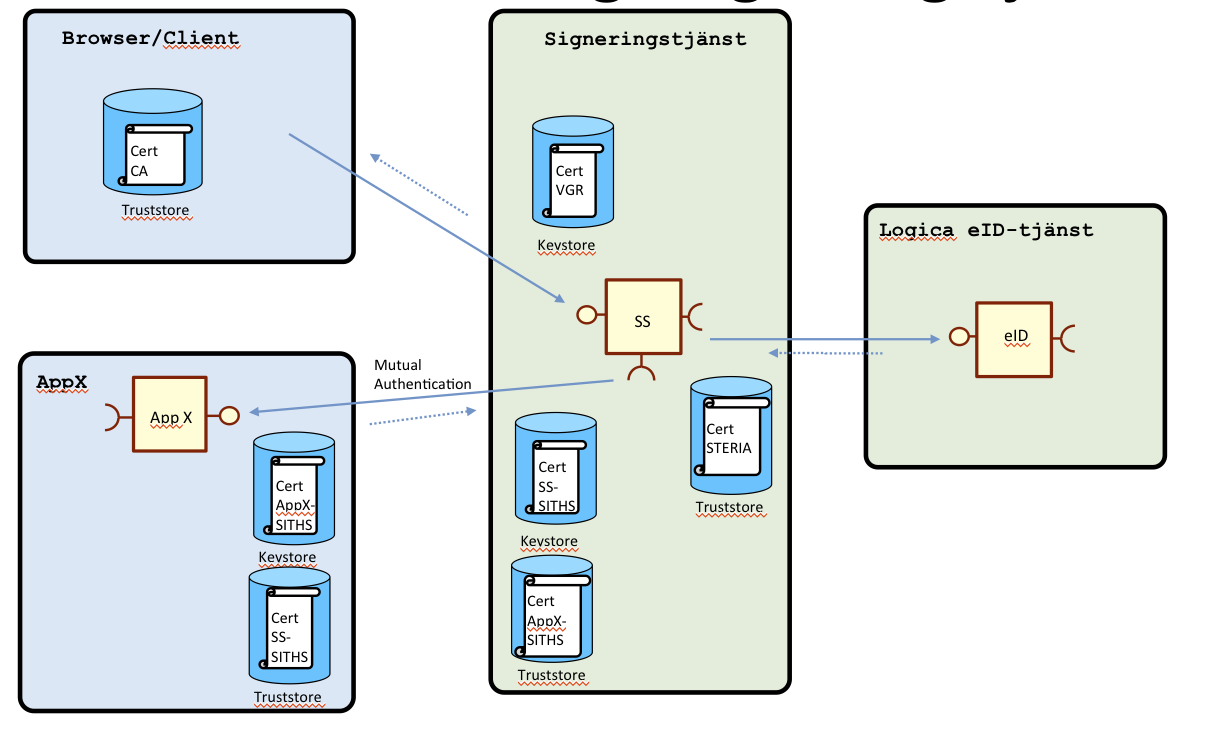 Browser/Client
Cert
CA
Truststore
Signeringstjänst
Cert
VGR
Keystore
SS
Logica eID-tjänst
eID
Mutual
Authentication
AppX
App X
Cert
AppX-
SITHS
Keystore
Cert
SS-
SITHS
Truststore
Cert
STERIA
Truststore
Cert
SS-
SITHS
Keystore
Cert
AppX-
SITHS
Truststore